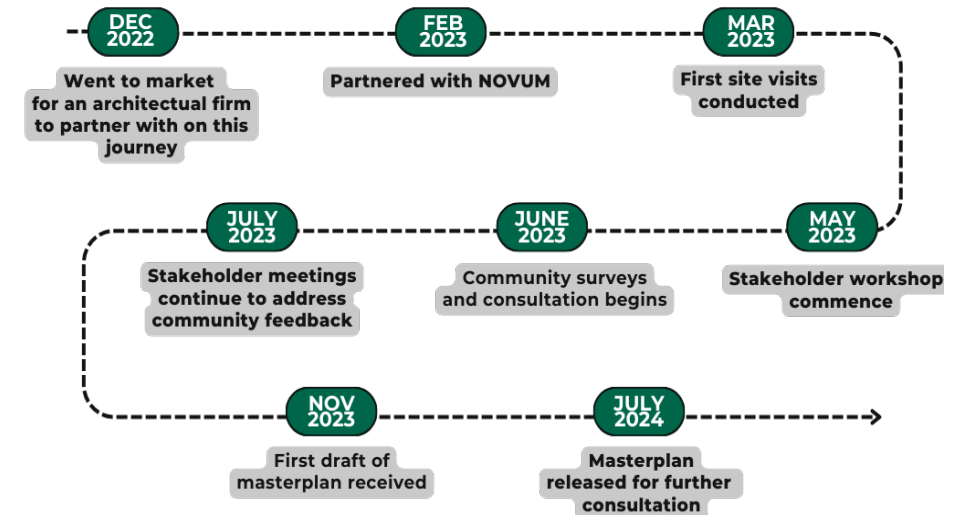 DEC
2022
Went to market
for an architectual firm
to partner with on this
journey
FEB
2023
Partnered with NOVUM
MAR
2023
First site visits
conducted
MAY
2023
Stakeholder workshop
commence
JUNE
2023
Community surveys
and consultation begins
JULY
2023
Stakeholder meetings
continue to address
community feedback
NOV
2023
First draft of
masterplan received
JULY
2024
Masterplan
released for further
consultation